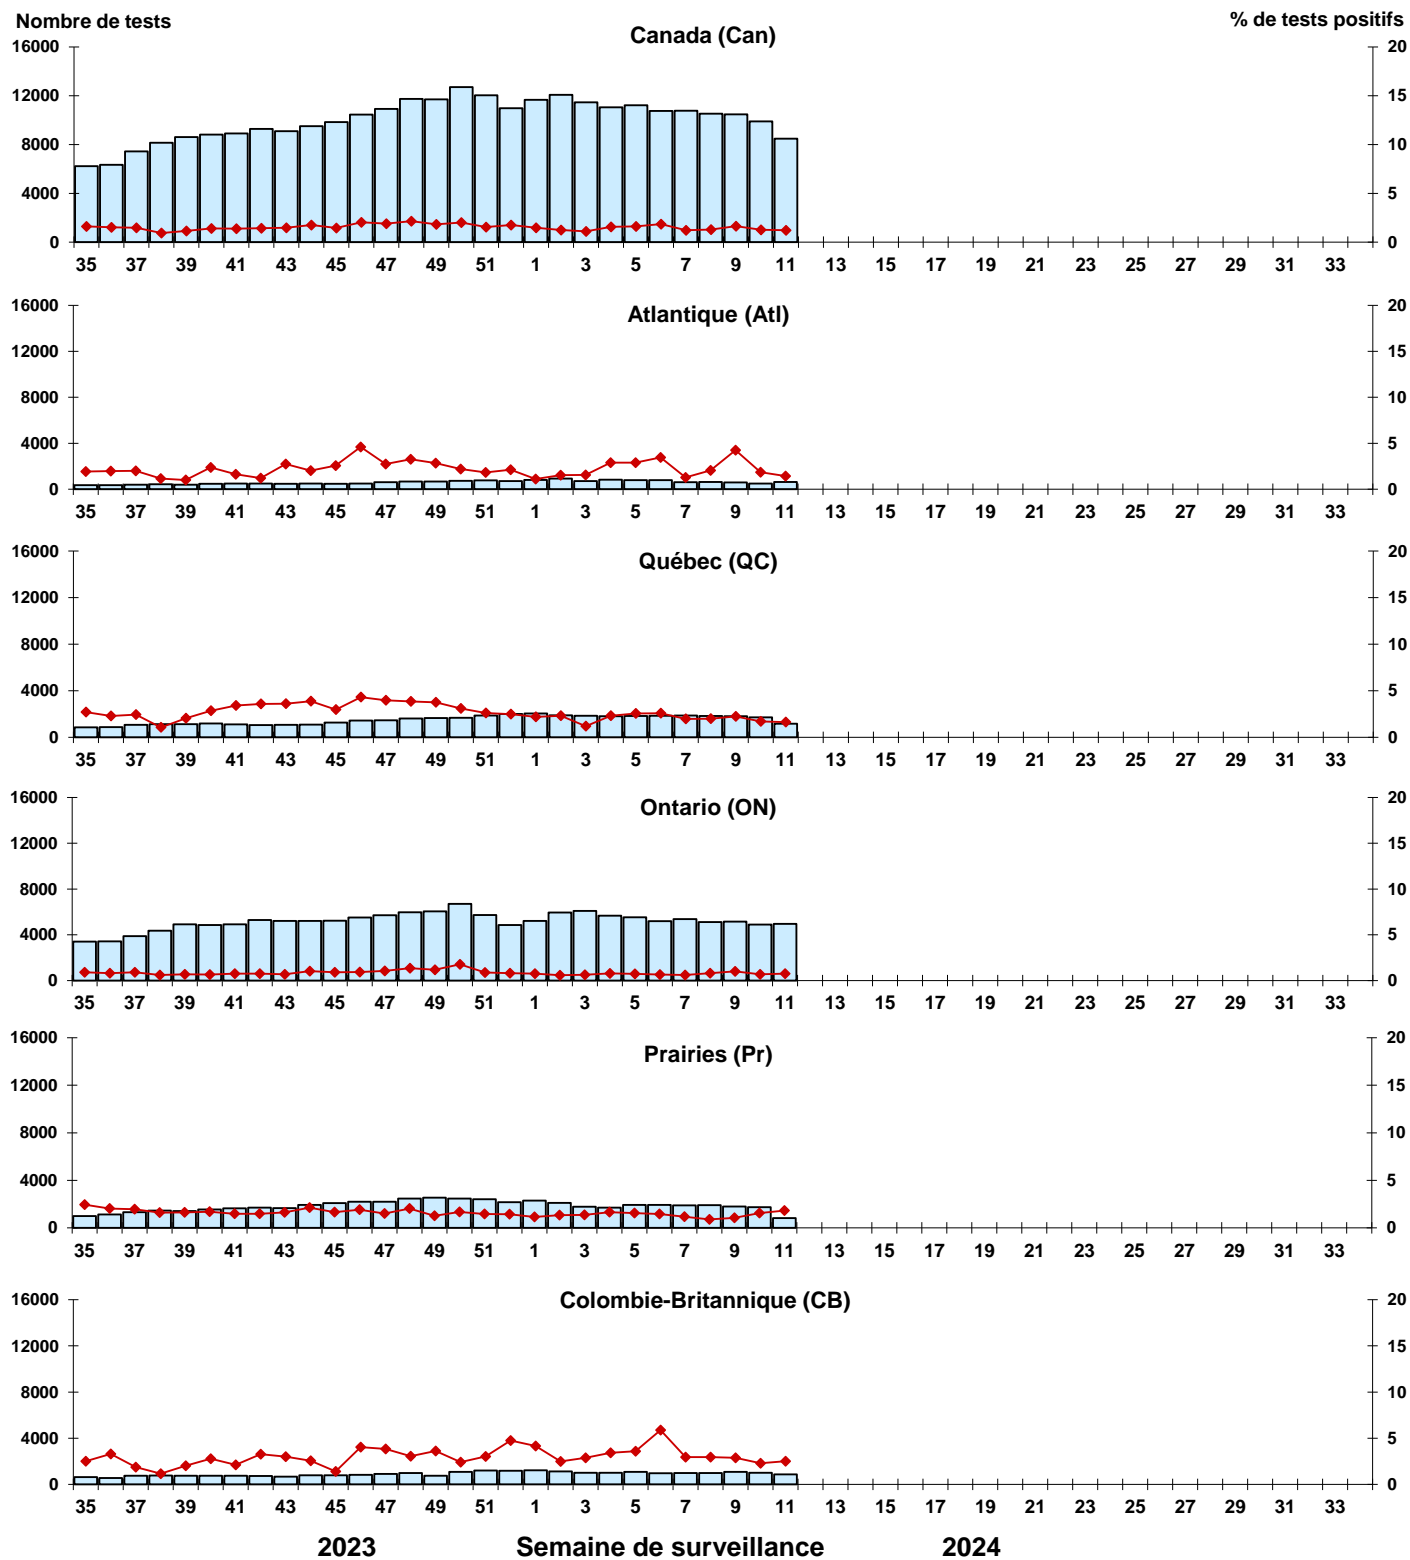 Nombre de tests % de tests positifs
Canada (Can)
16000 20
12000 15
8000 10
4000 5
0 0
35 37 39 41 43 45 47 49 51 1 3 5 7 9 11 13 15 17 19 21 23 25 27 29 31 33
Atlantique (Atl)
16000 20
12000 15
8000 10
4000 5
0 0
35 37 39 41 43 45 47 49 51 1 3 5 7 9 11 13 15 17 19 21 23 25 27 29 31 33
Québec (QC)
16000 20
12000 15
8000 10
4000 5
0 0
35 37 39 41 43 45 47 49 51 1 3 5 7 9 11 13 15 17 19 21 23 25 27 29 31 33
Ontario (ON)
16000 20
12000 15
8000 10
4000 5
0 0
35 37 39 41 43 45 47 49 51 1 3 5 7 9 11 13 15 17 19 21 23 25 27 29 31 33
Prairies (Pr)
16000 20
12000 15
8000 10
4000 5
0 0
35 37 39 41 43 45 47 49 51 1 3 5 7 9 11 13 15 17 19 21 23 25 27 29 31 33
Colombie-Britannique (CB)
16000 20
12000 15
8000 10
4000 5
0 0
35 37 39 41 43 45 47 49 51 1 3 5 7 9 11 13 15 17 19 21 23 25 27 29 31 33
2023 Semaine de surveillance 2024